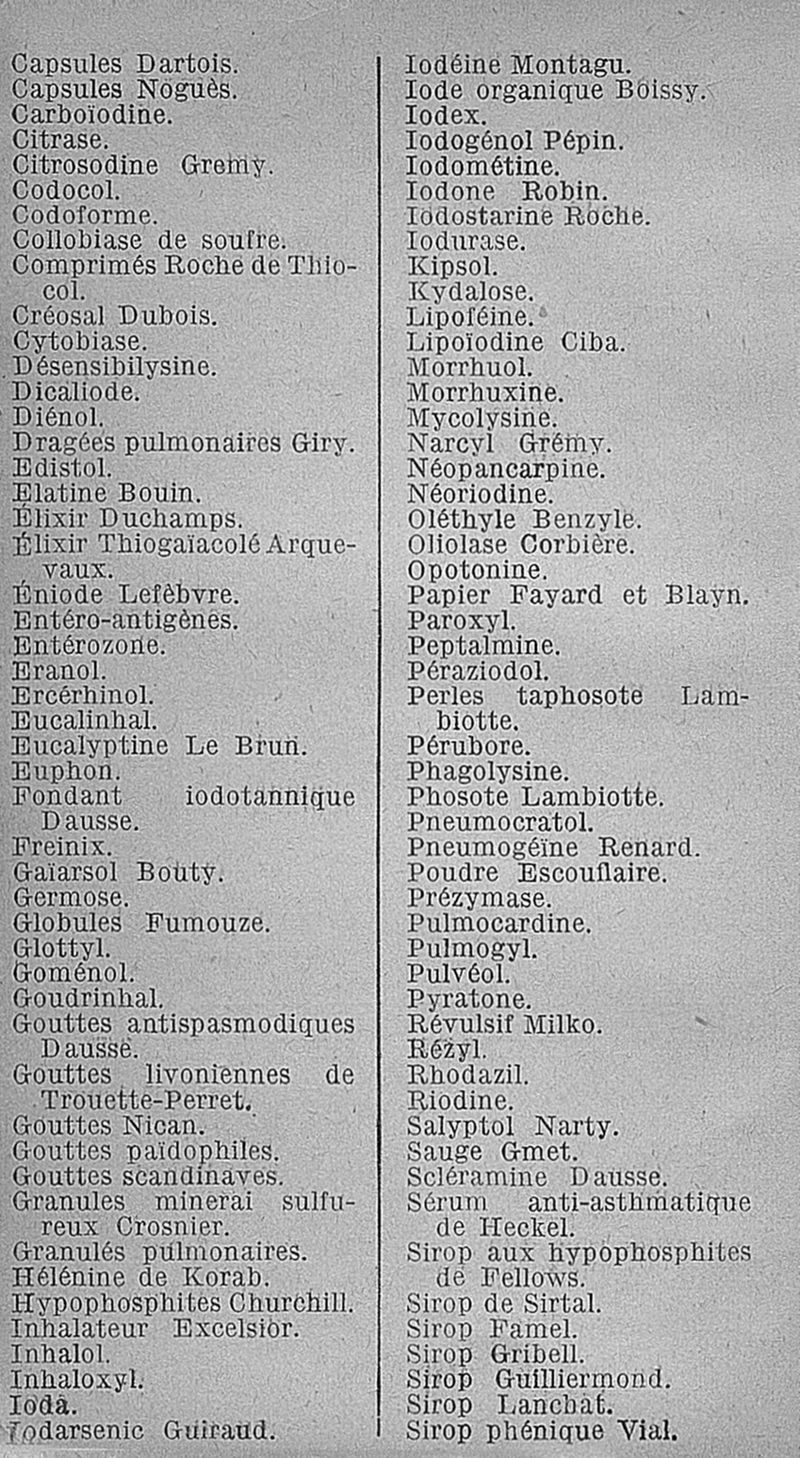 Capsules Dartois.
Capsules Noguès.
Carboïodine.
Citrase.
Citrosodine Gremy.
Codocol.
Codoforme.
Collobiase de soufre.
Comprimés Roche de Thio-
col.
Créosal Dubois.
Cytobiase.
Désensibilysine.
Dicaliode.
Diénol.
Dragées pulmonaires Giry.
Edistol.
Elatine Bouin.
Élixir Duchamps.
Élixir Thiogaïacolé Arque-
vaux.
Éniode Lefèbvre.
Entéro-antigènes.
Entérozone.
Eranol.
Ercérhinol.
Eucalinhal.
Eucalyptine Le Brun.
Euphon.
Fondant iodotannique
Dausse.
Freinix.
Gaïarsol Bouty.
Germose.
Globules Fumouze.
Glottyl.
Goménol.
Goudrinhal.
Gouttes antispasmodiques
Dausse.
Gouttes livoniennes de
Trouette-Perret.
Gouttes Nican.
Gouttes païdophiles.
Gouttes scandinaves.
Granules minerai sulfu-
reux Crosnier.
Granulés pulmonaires.
Hélénine de Korab.
Hypophosphites Churchill.
Inhalateur Excelsior.
Inhalol.
Inhaloxyl.
Ioda.
Iodarsenic Guiraud.
Iodéine Montagu.
Iode organique Boissy.
Iodex.
Iodogénol Pépin.
Iodométine.
Iodone Robin.
Iodostarine Roche.
Iodurase.
Kipsol.
Kydalose.
Lipoféine.
Lipoïodine Ciba.
Morrhuol.
Morrhuxine.
Mycolysine.
Narcyl Grémy.
Néopancarpine.
Néoriodine.
Oléthyle Benzyle.
Oliolase Corbière.
Opotonine.
Papier Fayard et Blayn.
Paroxyl.
Peptalmine.
Péraziodol.
Perles taphosote Lam-
biotte.
Pérubore.
Phagolysine.
Phosote Lambiotte.
Pneumocratol.
Pneumogéïne Renard.
Poudre Escouflaire.
Prézymase.
Pulmocardine.
Pulmogyl.
Pulvéol.
Pyratone.
Révulsif Milko.
Rézyl.
Rhodazil.
Riodine.
Salyptol Narty.
Sauge Gmet.
Scléramine Dausse.
Sérum anti-asthmatique
de Heckel.
Sirop aux hypophosphites
de Fellows.
Sirop de Sirtal.
Sirop Famel.
Sirop Gribell.
Sirop Guilliermond.
Sirop Lanchat.
Sirop phénique Vial.